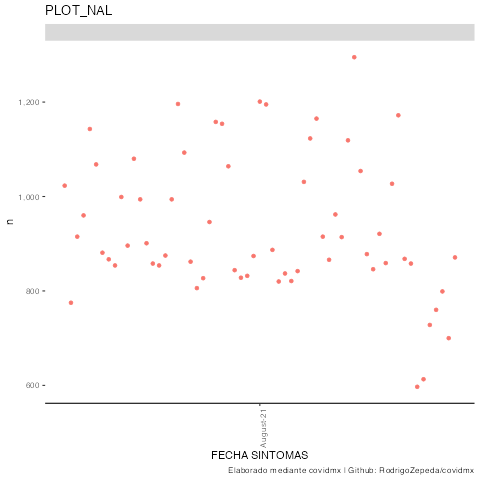 PLOT_NAL
1,200
1,000
n
800
600
August-21
FECHA SINTOMAS
Elaborado mediante covidmx | Github: RodrigoZepeda/covidmx